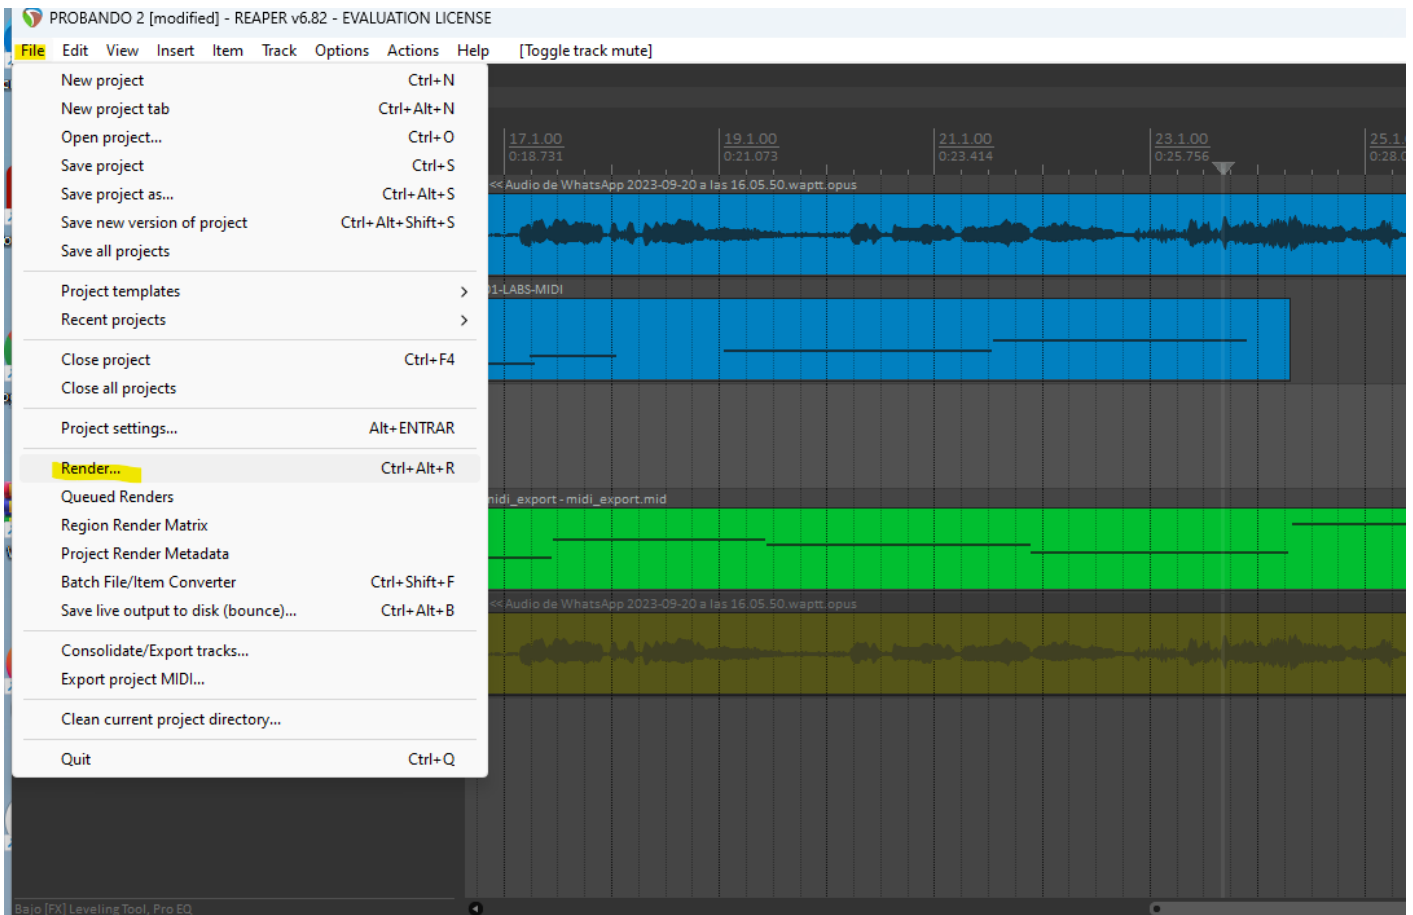 PROBANDO 2 [modified] - REAPER v6.82 - EVALUATION LICENSE
File Edit View Insert Item Track Options Actions Help [Toggle track mute]
New project Ctrl+N
New project tab Ctrl+Alt+N
Open project... Ctrl+O
Save project Ctrl+S
Save project as... Ctrl+Alt+S
Save new version of project Ctrl+Alt+Shift+S
Save all projects
Project templates
Recent projects
Close project Ctrl+F4
Close all projects
Project settings... Alt+ENTRAR
Render... Ctrl+Alt+R
Queued Renders
Region Render Matrix
Project Render Metadata
Batch File/Item Converter Ctrl+Shift+F
Save live output to disk (bounce)... Ctrl+Alt+B
Consolidate/Export tracks...
Export project MIDI...
Clean current project directory...
Quit Ctrl+Q
17.1.00 19.1.00 21.1.00 23.1.00 25.1.
0:18.731 0:21.073 0:23.414 0:25.756 0:28.0
<< Audio de WhatsApp 2023-09-20 a las 16.05.50.waptt.opus
01-LABS-MIDI
midi_export - midi_export.mid
<< Audio de WhatsApp 2023-09-20 a las 16.05.50.waptt.opus
Bajo [FX] Leveling Tool, Pro EQ